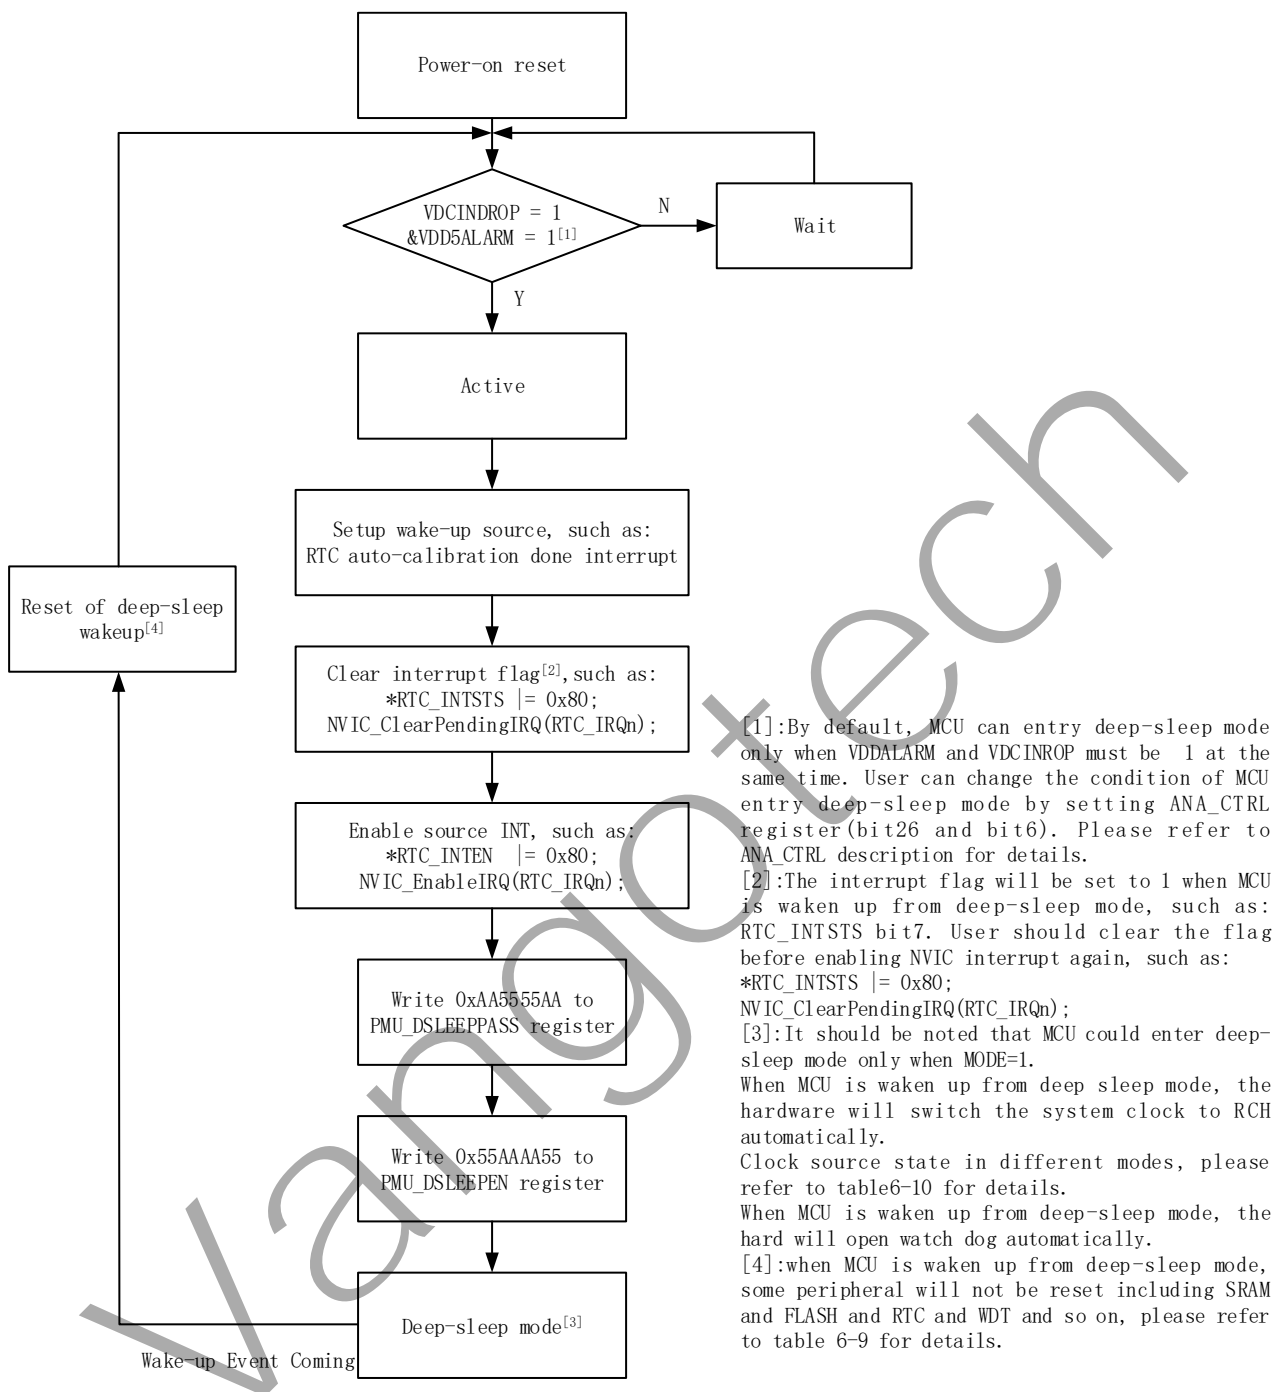 Power-on reset
VDCINDROP = 1
&VDD5ALARM = 1[1]
N
Wait
Y
Active
Setup wake-up source, such as:
RTC auto-calibration done interrupt
Reset of deep-sleep
wakeup[4]
Clear interrupt flag[2],such as:
*RTC_INTSTS |= 0x80;
NVIC_ClearPendingIRQ(RTC_IRQn);
Enable source INT, such as:
*RTC_INTEN |= 0x80;
NVIC_EnableIRQ(RTC_IRQn);
Write 0xAA5555AA to
PMU_DSLEEPPASS register
Write 0x55AAAA55 to
PMU_DSLEEPEN register
Deep-sleep mode[3]
Wake-up Event Coming
[1]:By default, MCU can entry deep-sleep mode
only when VDDALARM and VDCINROP must be 1 at the
same time. User can change the condition of MCU
entry deep-sleep mode by setting ANA_CTRL
register(bit26 and bit6). Please refer to
ANA_CTRL description for details.
[2]:The interrupt flag will be set to 1 when MCU
is waken up from deep-sleep mode, such as:
RTC_INTSTS bit7. User should clear the flag
before enabling NVIC interrupt again, such as:
*RTC_INTSTS |= 0x80;
NVIC_ClearPendingIRQ(RTC_IRQn);
[3]:It should be noted that MCU could enter deep-
sleep mode only when MODE=1.
When MCU is waken up from deep sleep mode, the
hardware will switch the system clock to RCH
automatically.
Clock source state in different modes, please
refer to table6-10 for details.
When MCU is waken up from deep-sleep mode, the
hard will open watch dog automatically.
[4]:when MCU is waken up from deep-sleep mode,
some peripheral will not be reset including SRAM
and FLASH and RTC and WDT and so on, please refer
to table 6-9 for details.
Vangotech